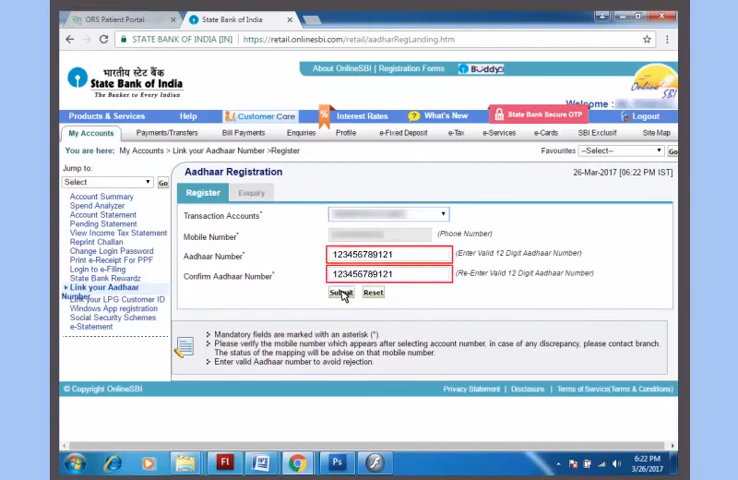 ORS Patient Portal
State Bank of India
STATE BANK OF INDIA [IN] https://retail.onlinesbi.com/retail/aadharRegLanding.htm
भारतीय स्टेट बैंक
State Bank of India
The Banker to Every Indian
About OnlineSBI | Registration Forms
Buddy
Online
SBI
Welcome :
Products & Services
Help
Customer Care
Interest Rates
What's New
State Bank Secure OTP
Logout
My Accounts
Payments/Transfers
Bill Payments
Enquiries
Profile
e-Fixed Deposit
e-Tax
e-Services
e-Cards
SBI Exclusif
Site Map
You are here: My Accounts > Link your Aadhaar Number >Register
Favourites --Select-- Go
Jump to:
Select Go
Account Summary
Spend Analyzer
Account Statement
Pending Statement
View Income Tax Statement
Reprint Challan
Change Login Password
Print e-Receipt For PPF
Login to e-Filing
State Bank Rewardz
Link your Aadhaar
Number
Link your LPG Customer ID
Windows App registration
Social Security Schemes
e-Statement
Aadhaar Registration
26-Mar-2017 [06:22 PM IST]
Register
Enquiry
Transaction Accounts*
Mobile Number* (Phone Number)
Aadhaar Number* 123456789121 (Enter Valid 12 Digit Aadhaar Number)
Confirm Aadhaar Number* 123456789121 (Re-Enter Valid 12 Digit Aadhaar Number)
Submit Reset
Mandatory fields are marked with an asterisk (*).
Please verify the mobile number which appears after selecting account number, in case of any discrepancy, please contact branch.
The status of the mapping will be advise on that mobile number.
Enter valid Aadhaar number to avoid rejection.
© Copyright OnlineSBI
Privacy Statement | Disclosure | Terms of Service(Terms & Conditions)
Fl
W
Ps
6:22 PM
3/26/2017